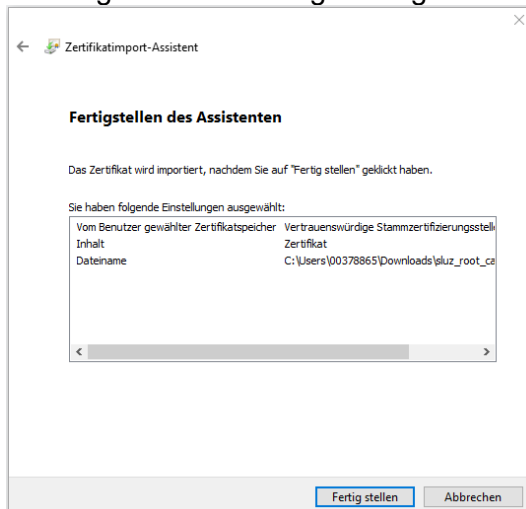 Zertifikatimport-Assistent
Fertigstellen des Assistenten
Das Zertifikat wird importiert, nachdem Sie auf "Fertig stellen" geklickt haben.
Sie haben folgende Einstellungen ausgewählt:
Vom Benutzer gewählter Zertifikatspeicher Vertrauenswürdige Stammzertifizierungsstell
Inhalt Zertifikat
Dateiname C:\Users\00378865\Downloads\sluz_root_ca
Fertig stellen Abbrechen